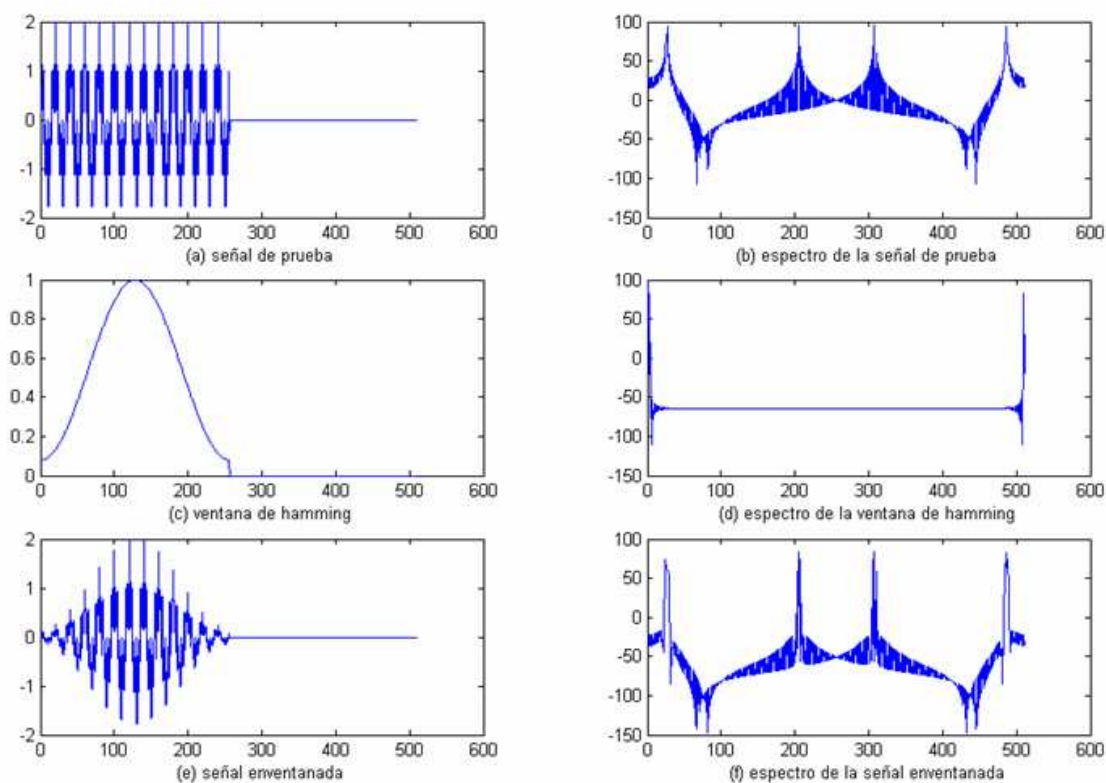 2
1
0
-1
-2
0 100 200 300 400 500 600
(a) señal de prueba
100
50
0
-50
-100
-150
0 100 200 300 400 500 600
(b) espectro de la señal de prueba
1
0.8
0.6
0.4
0.2
0
0 100 200 300 400 500 600
(c) ventana de hamming
100
50
0
-50
-100
-150
0 100 200 300 400 500 600
(d) espectro de la ventana de hamming
2
1
0
-1
-2
0 100 200 300 400 500 600
(e) señal enventanada
100
50
0
-50
-100
-150
0 100 200 300 400 500 600
(f) espectro de la señal enventanada